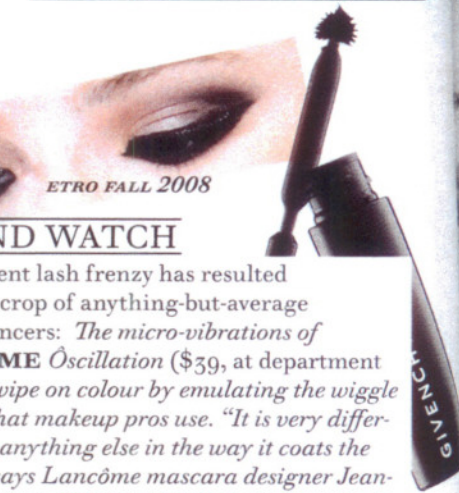 ETRO FALL 2008
ND WATCH
ent lash frenzy has resulted
crop of anything-but-average
ncers: The micro-vibrations of
ME Ôscillation ($39, at department
wipe on colour by emulating the wiggle
hat makeup pros use. “It is very differ-
anything else in the way it coats the
ays Lancôme mascara designer Jean-
GIVENCH